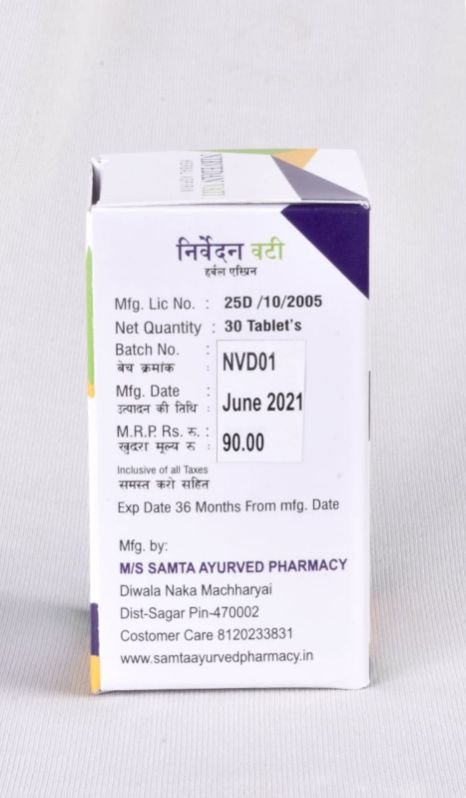 NIRVEDAN VATI
निर्वेदन वटी
हर्बल एस्प्रिन
Mfg. Lic No. : 25D /10/2005
Net Quantity : 30 Tablet's
Batch No. : NVD01
बेच क्रमांक
Mfg. Date : June 2021
उत्पादन की तिथि :
M.R.P. Rs. रु. : 90.00
खुदरा मूल्य रु :
Inclusive of all Taxes
समस्त करो सहित
Exp Date 36 Months From mfg. Date
Mfg. by:
M/S SAMTA AYURVED PHARMACY
Diwala Naka Machharyai
Dist-Sagar Pin-470002
Costomer Care 8120233831
www.samtaayurvedpharmacy.in